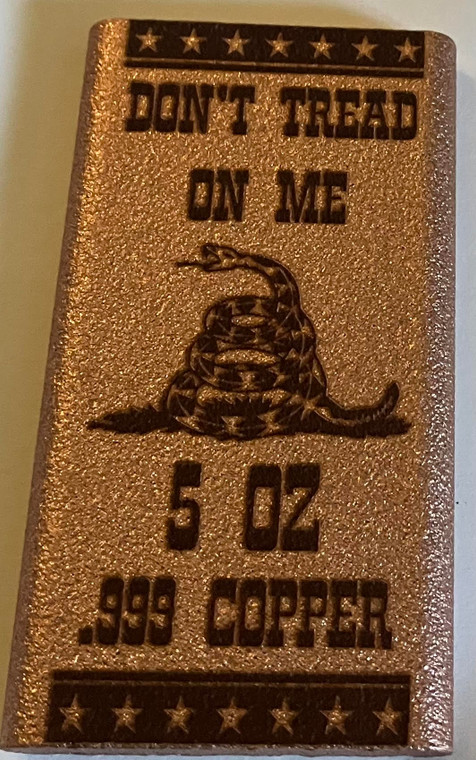 DON'T TREAD
ON ME
5 OZ
.999 COPPER